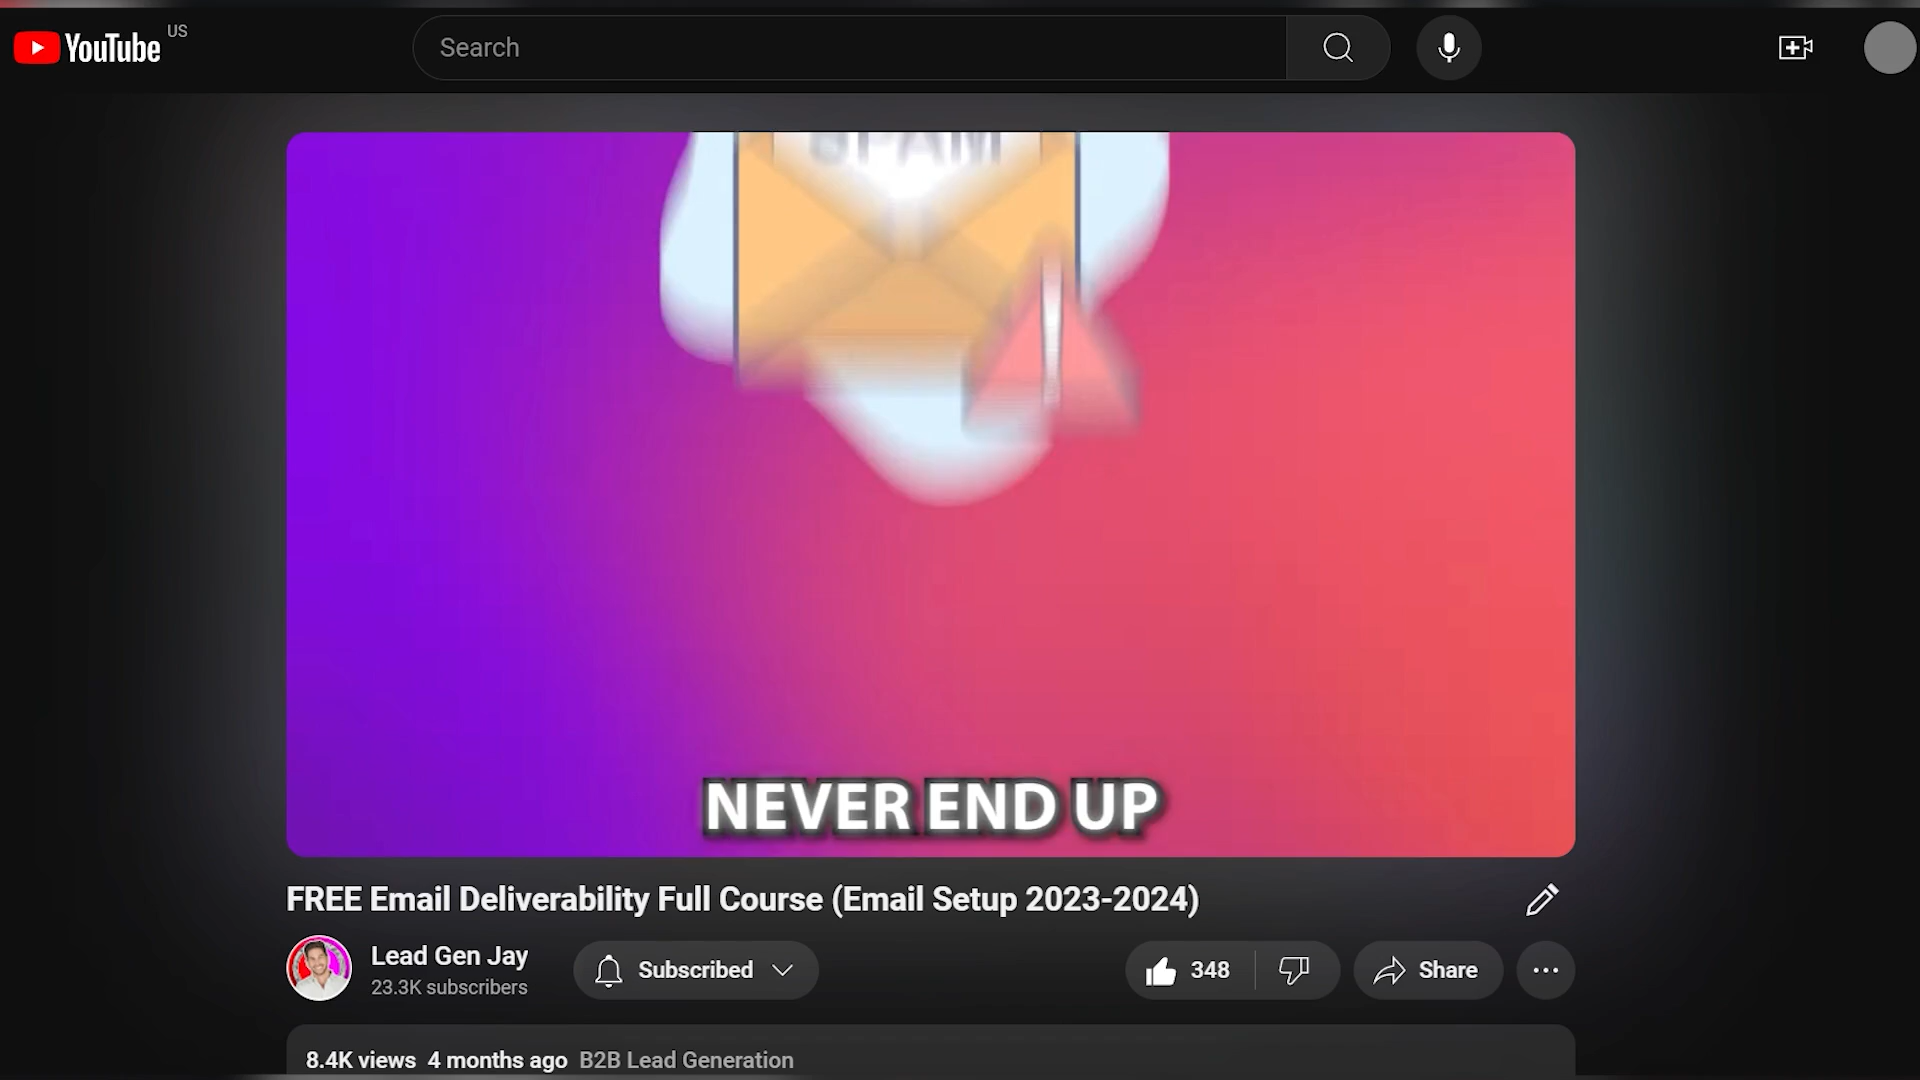 YouTube US
Search
SPAM
NEVER END UP
FREE Email Deliverability Full Course (Email Setup 2023-2024)
Lead Gen Jay
23.3K subscribers
Subscribed
348
Share
8.4K views 4 months ago B2B Lead Generation